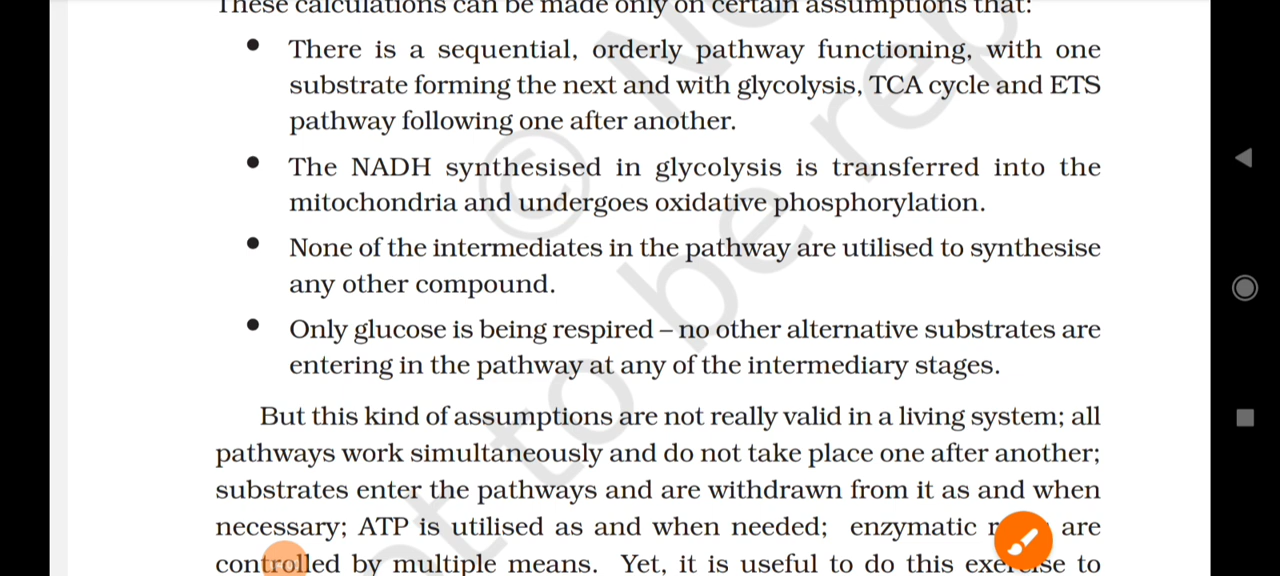 These calculations can be made only on certain assumptions that:
• There is a sequential, orderly pathway functioning, with one
substrate forming the next and with glycolysis, TCA cycle and ETS
pathway following one after another.
• The NADH synthesised in glycolysis is transferred into the
mitochondria and undergoes oxidative phosphorylation.
• None of the intermediates in the pathway are utilised to synthesise
any other compound.
• Only glucose is being respired – no other alternative substrates are
entering in the pathway at any of the intermediary stages.
But this kind of assumptions are not really valid in a living system; all
pathways work simultaneously and do not take place one after another;
substrates enter the pathways and are withdrawn from it as and when
necessary; ATP is utilised as and when needed; enzymatic are
controlled by multiple means. Yet, it is useful to do this exercise to